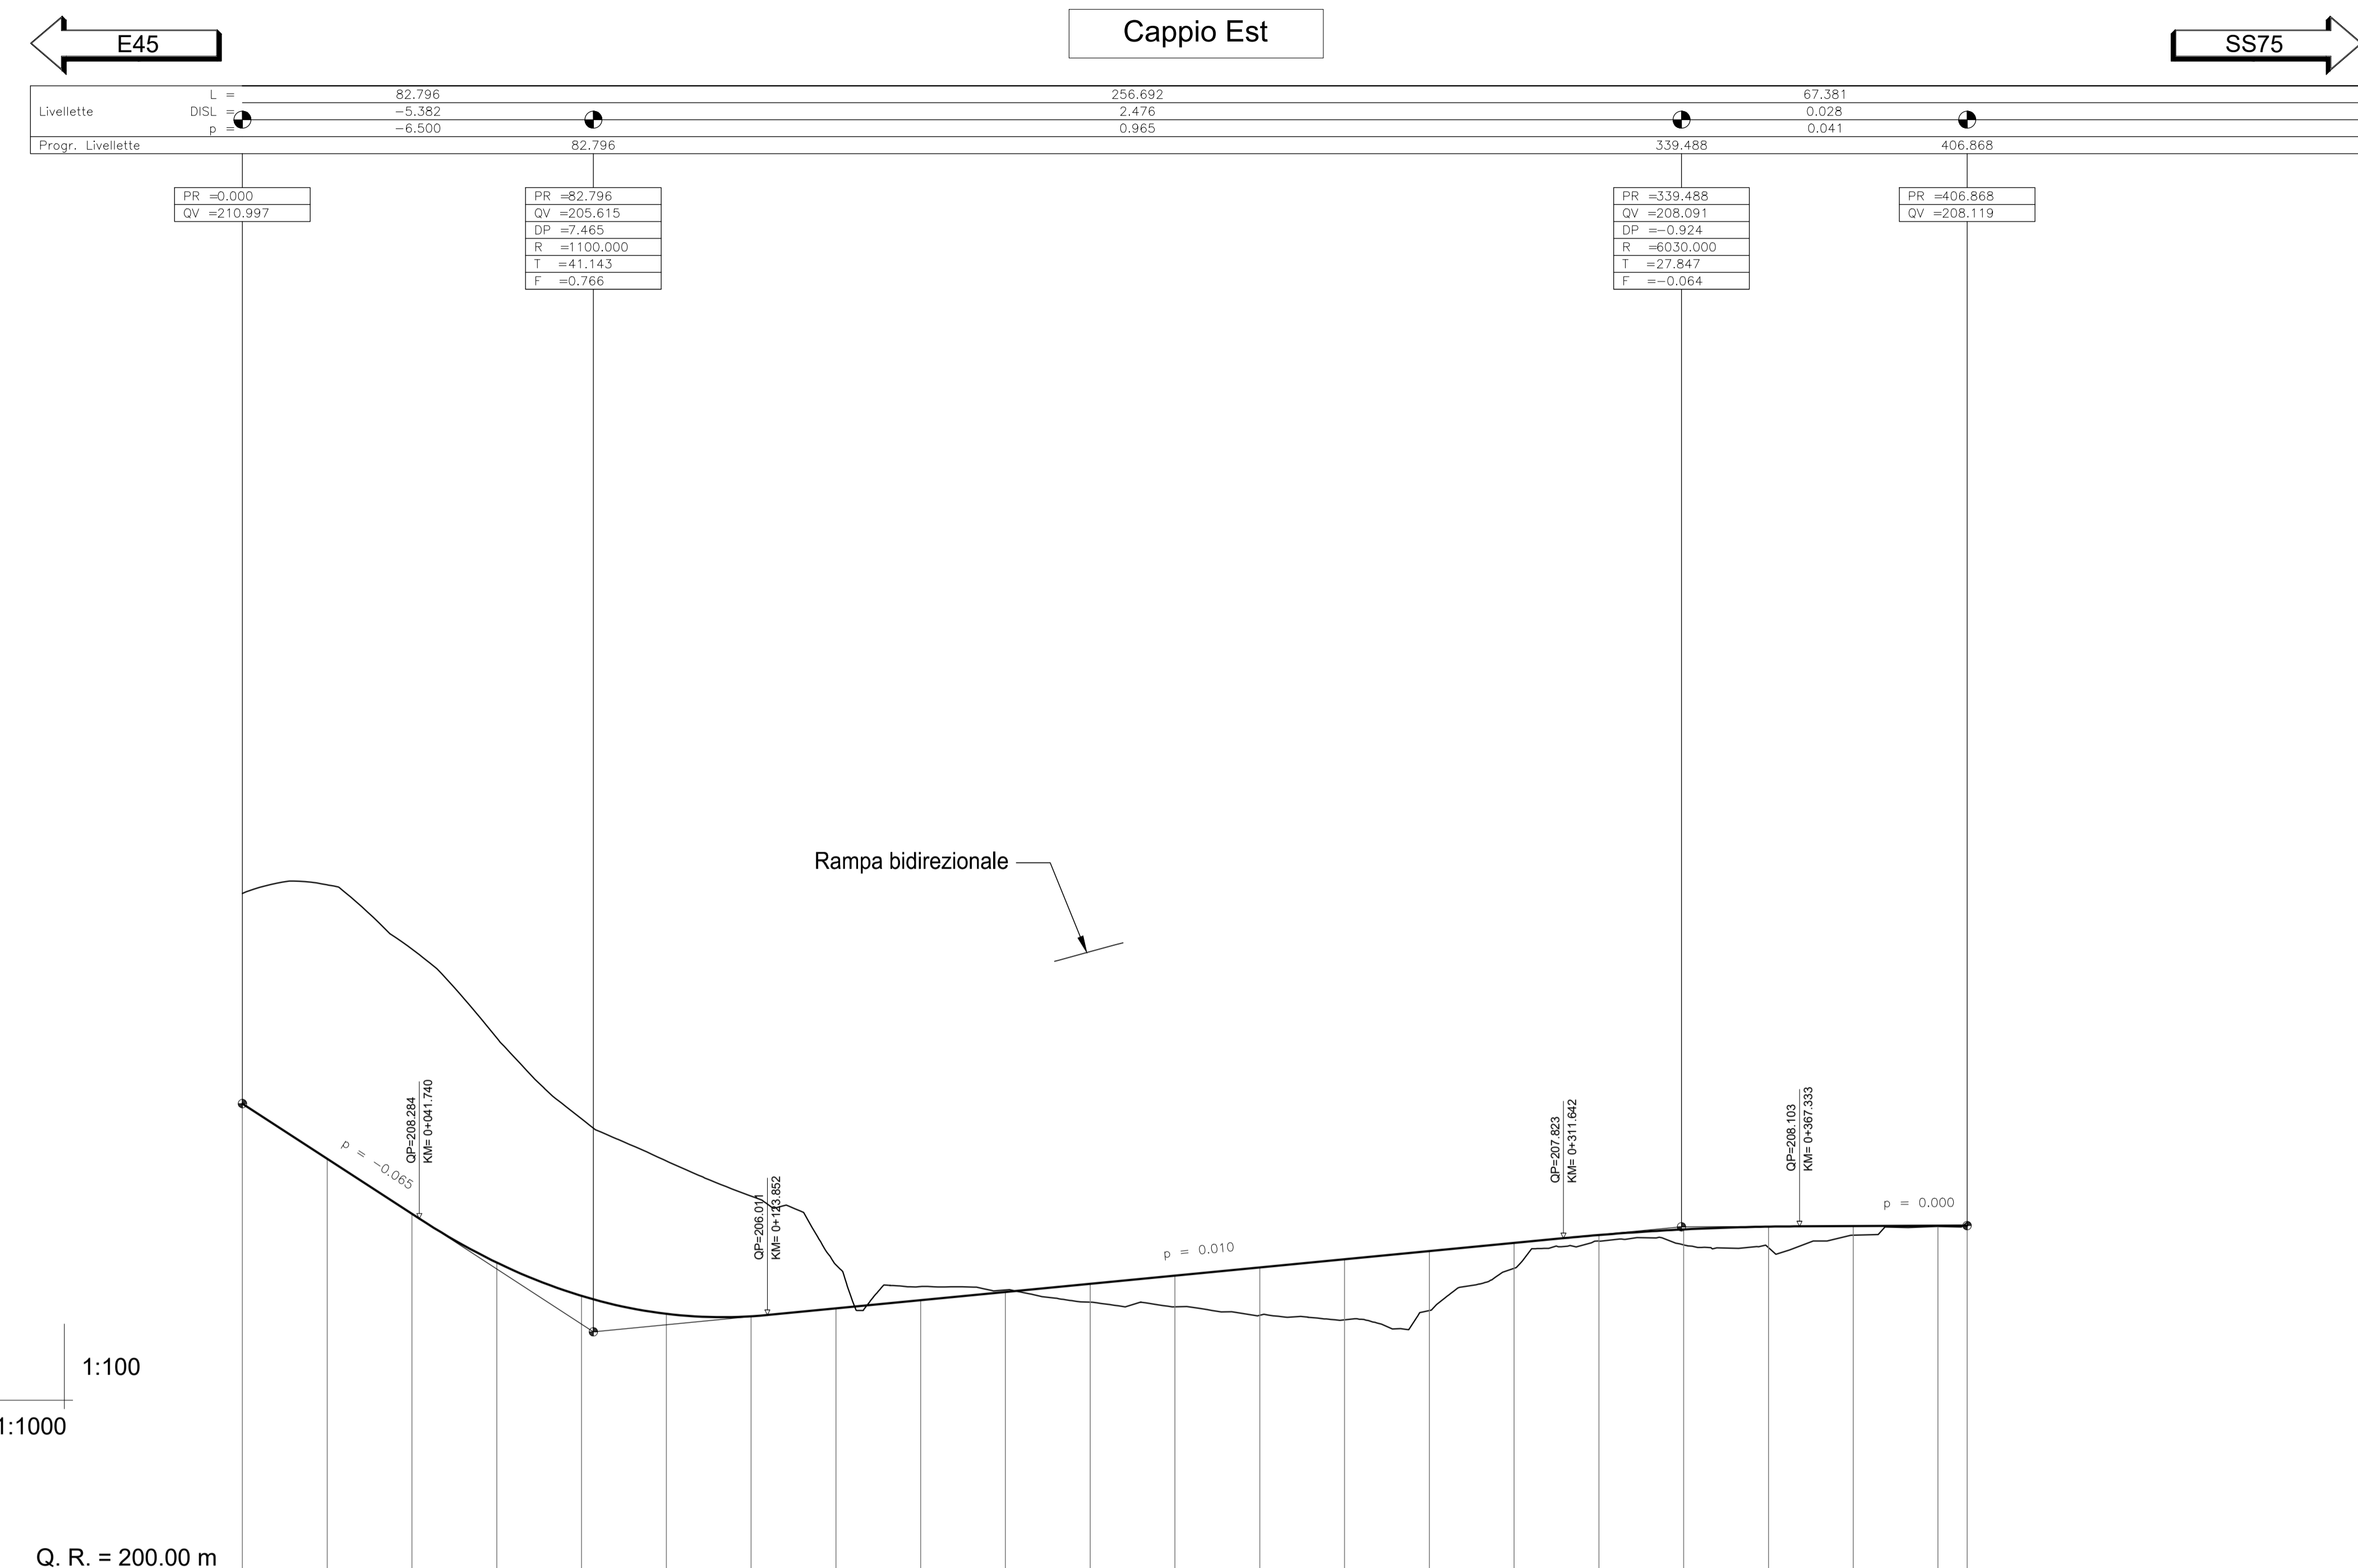 E45
Cappio Est
SS75
L = 82.796 256.692 67.381
Livellette DISL = -5.382 2.476 0.028
p = -6.500 0.965 0.041
Progr. Livellette 82.796 339.488 406.868
PR =0.000
QV =210.997
PR =82.796
QV =205.615
DP =7.465
R =1100.000
T =41.143
F =0.766
PR =339.488
QV =208.091
DP =-0.924
R =6030.000
T =27.847
F =-0.064
PR =406.868
QV =208.119
Rampa bidirezionale
p = -0.065
QP=208.284
KM= 0+041.740
QP=206.011
KM= 0+123.852
p = 0.010
QP=207.823
KM= 0+311.642
QP=208.103
KM= 0+367.333
p = 0.000
1:100
1:1000
Q. R. = 200.00 m